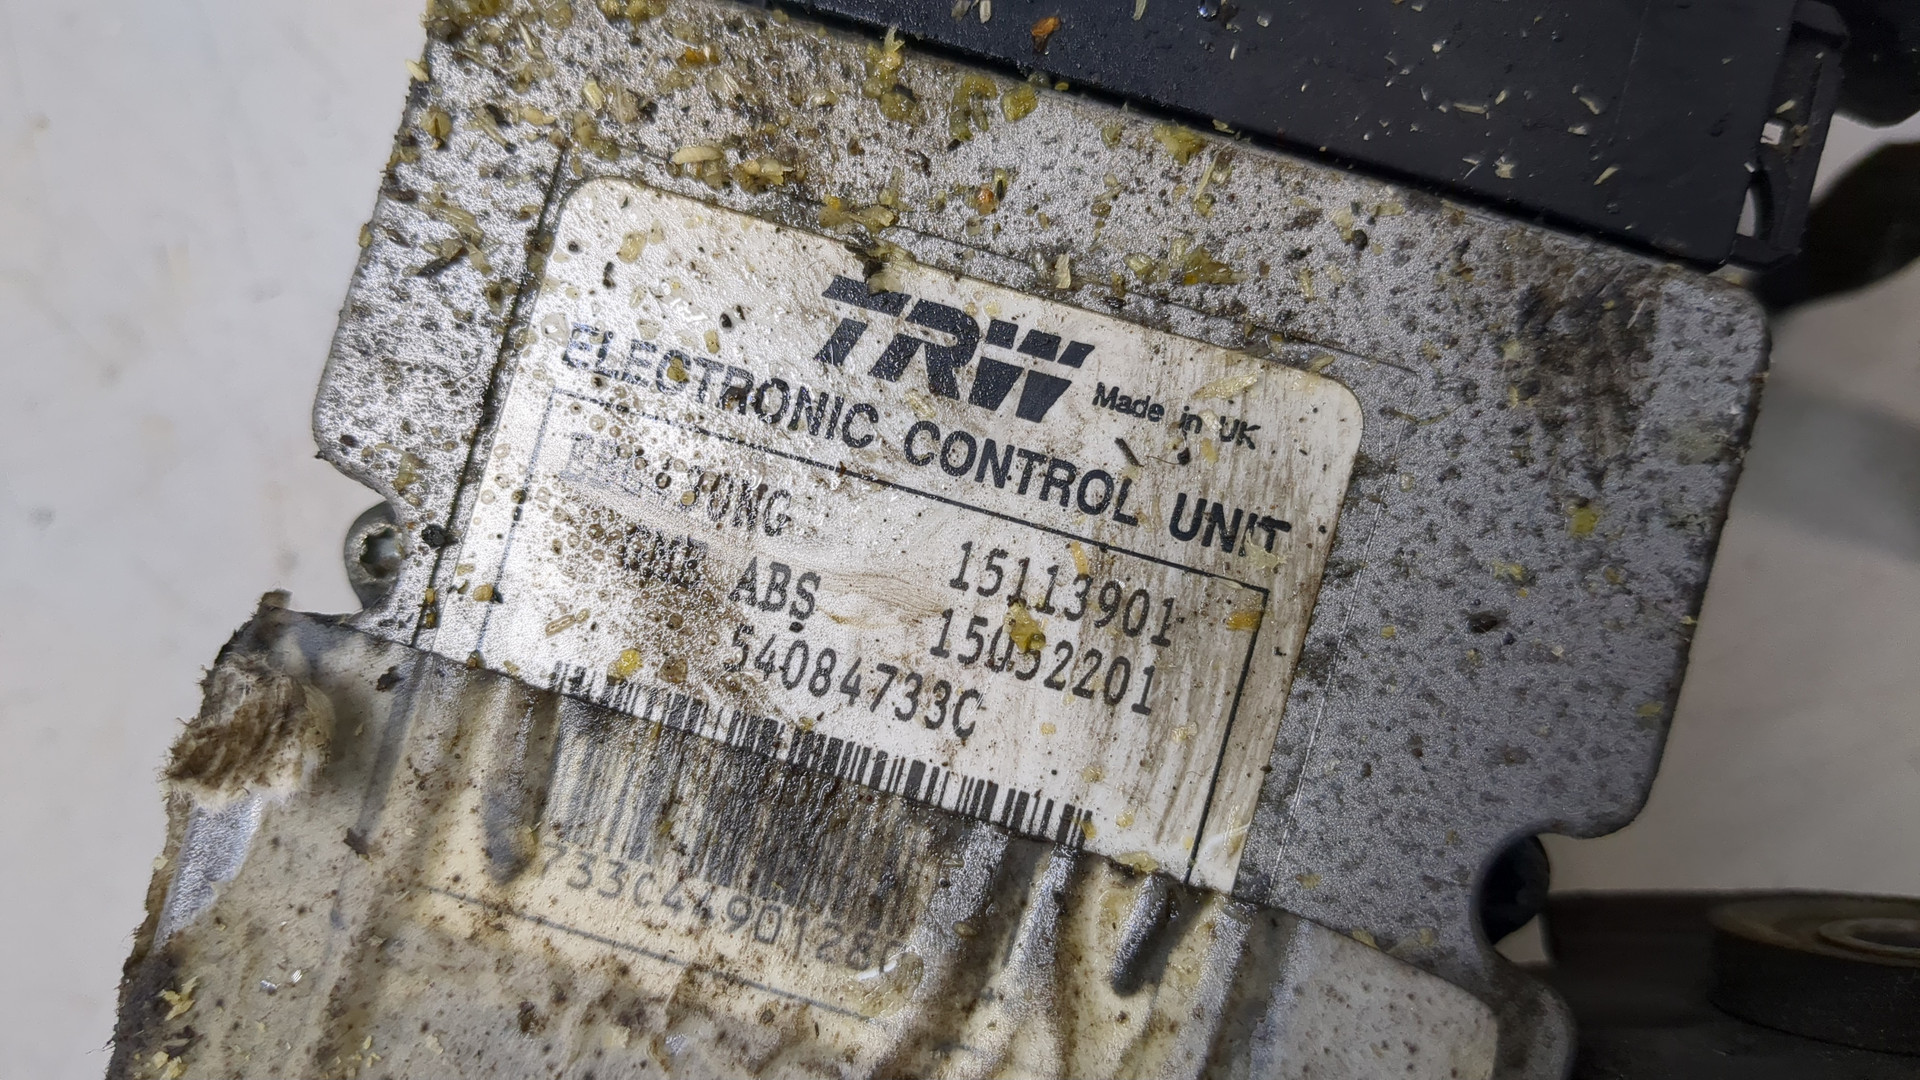 TRW Made in UK
ELECTRONIC CONTROL UNIT
15113901
ABS 15052201
54084733C